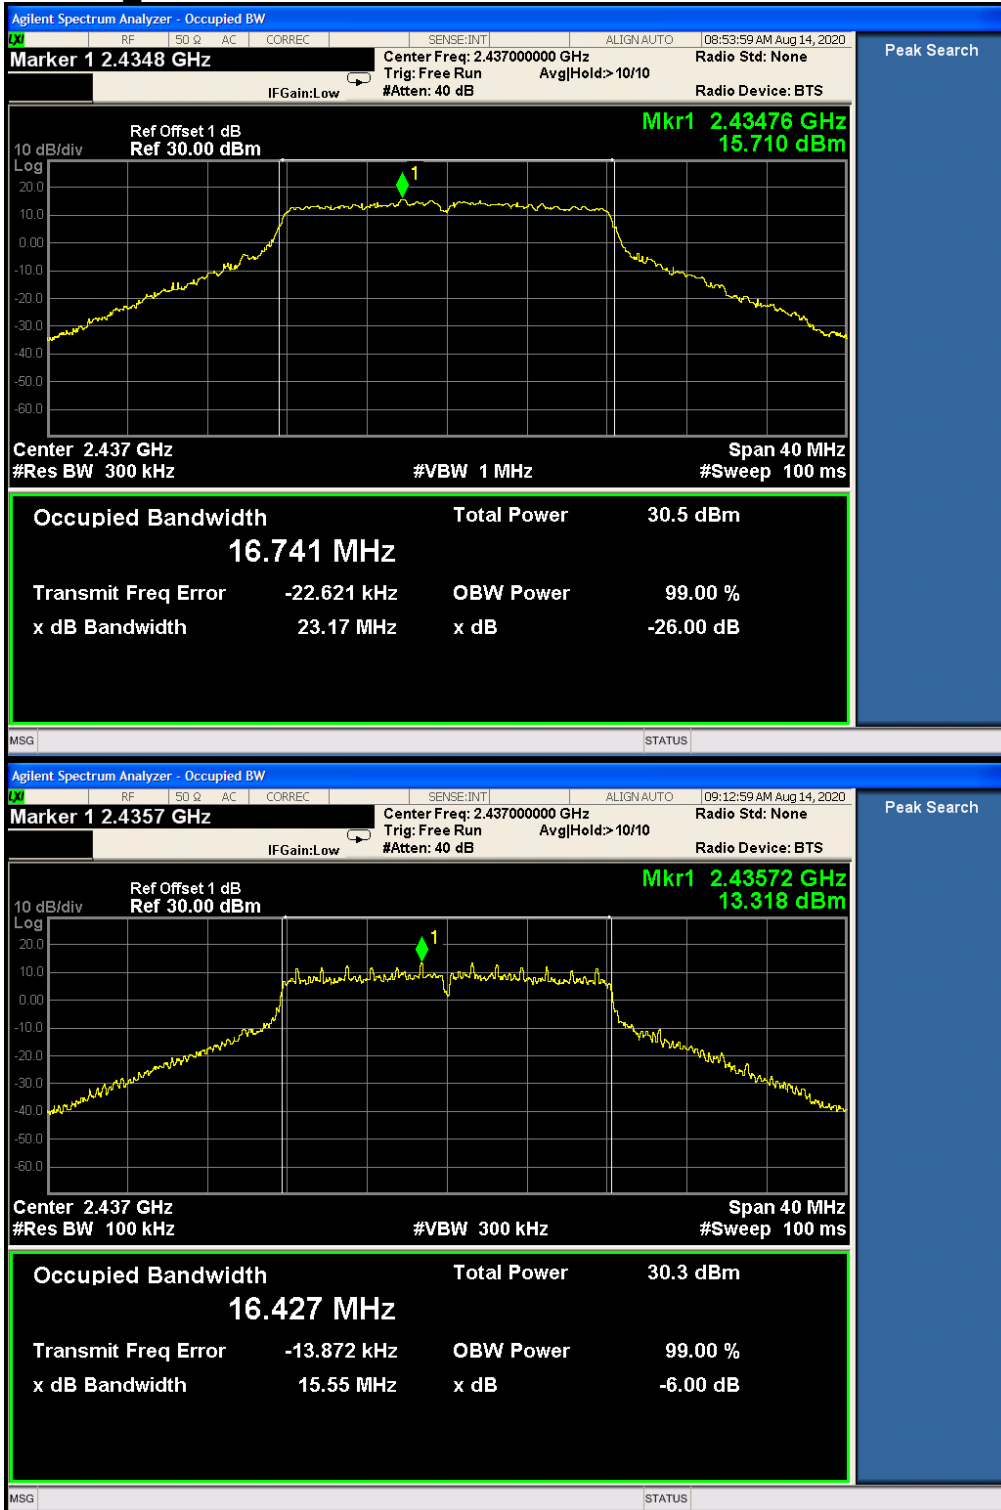 Agilent Spectrum Analyzer - Occupied BW
LXI RF 50 Ω AC CORREC SENSE:INT ALIGN AUTO 08:53:59 AM Aug 14, 2020
Marker 1 2.4348 GHz Center Freq: 2.437000000 GHz Radio Std: None Peak Search
Trig: Free Run Avg|Hold:> 10/10
IFGain:Low #Atten: 40 dB Radio Device: BTS
Mkr1 2.43476 GHz
Ref Offset 1 dB
15.710 dBm
10 dB/div Ref 30.00 dBm
Log
1
20.0
10.0
0.00
-10.0
-20.0
-30.0
-40.0
-50.0
-60.0
Center 2.437 GHz Span 40 MHz
#Res BW 300 kHz #VBW 1 MHz #Sweep 100 ms
Occupied Bandwidth Total Power 30.5 dBm
16.741 MHz
Transmit Freq Error -22.621 kHz OBW Power 99.00 %
x dB Bandwidth 23.17 MHz x dB -26.00 dB
MSG STATUS
Agilent Spectrum Analyzer - Occupied BW
LXI RF 50 Ω AC CORREC SENSE:INT ALIGN AUTO 09:12:59 AM Aug 14, 2020
Marker 1 2.4357 GHz Center Freq: 2.437000000 GHz Radio Std: None Peak Search
Trig: Free Run Avg|Hold:> 10/10
IFGain:Low #Atten: 40 dB Radio Device: BTS
Mkr1 2.43572 GHz
Ref Offset 1 dB
13.318 dBm
10 dB/div Ref 30.00 dBm
Log
1
20.0
10.0
0.00
-10.0
-20.0
-30.0
-40.0
-50.0
-60.0
Center 2.437 GHz Span 40 MHz
#Res BW 100 kHz #VBW 300 kHz #Sweep 100 ms
Occupied Bandwidth Total Power 30.3 dBm
16.427 MHz
Transmit Freq Error -13.872 kHz OBW Power 99.00 %
x dB Bandwidth 15.55 MHz x dB -6.00 dB
MSG STATUS